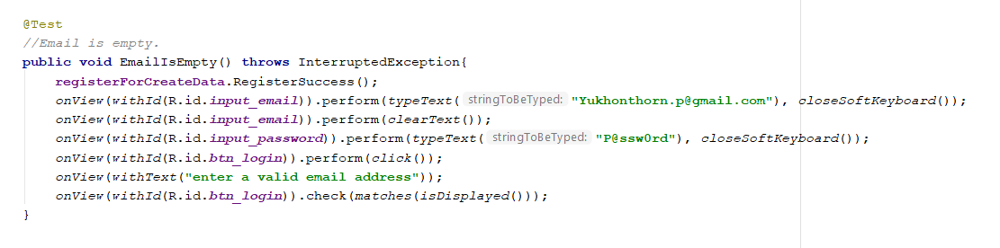 @Test
//Email is empty.
public void EmailIsEmpty() throws InterruptedException{
registerForCreateData.RegisterSuccess();
onView(withId(R.id.input_email)).perform(typeText( stringToBeTyped: "Yukhonthorn.p@gmail.com"), closeSoftKeyboard());
onView(withId(R.id.input_email)).perform(clearText());
onView(withId(R.id.input_password)).perform(typeText( stringToBeTyped: "P@ssw0rd"), closeSoftKeyboard());
onView(withId(R.id.btn_login)).perform(click());
onView(withText("enter a valid email address"));
onView(withId(R.id.btn_login)).check(matches(isDisplayed()));
}